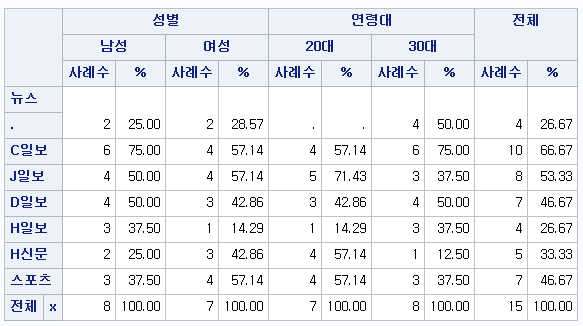 성별 연령대 전체
남성 여성 20대 30대
사례수 % 사례수 % 사례수 % 사례수 % 사례수 %
뉴스
. 2 25.00 2 28.57 . . 4 50.00 4 26.67
C일보 6 75.00 4 57.14 4 57.14 6 75.00 10 66.67
J일보 4 50.00 4 57.14 5 71.43 3 37.50 8 53.33
D일보 4 50.00 3 42.86 3 42.86 4 50.00 7 46.67
H일보 3 37.50 1 14.29 1 14.29 3 37.50 4 26.67
H신문 2 25.00 3 42.86 4 57.14 1 12.50 5 33.33
스포츠 3 37.50 4 57.14 4 57.14 3 37.50 7 46.67
전체 x 8 100.00 7 100.00 7 100.00 8 100.00 15 100.00